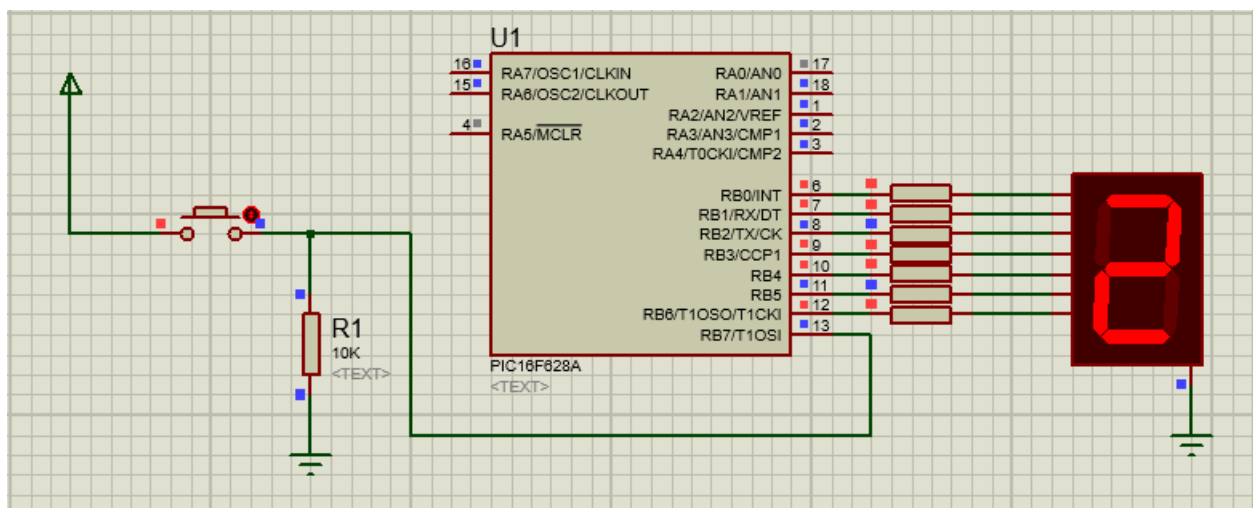 U1
16 RA7/OSC1/CLKIN RA0/AN0 17
15 RA6/OSC2/CLKOUT RA1/AN1 18
RA2/AN2/VREF 1
4 RA5/MCLR RA3/AN3/CMP1 2
RA4/T0CKI/CMP2 3
RB0/INT 6
RB1/RX/DT 7
RB2/TX/CK 8
RB3/CCP1 9
RB4 10
RB5 11
RB6/T1OSO/T1CKI 12
RB7/T1OSI 13
PIC16F628A
<TEXT>
R1
10K
<TEXT>
2